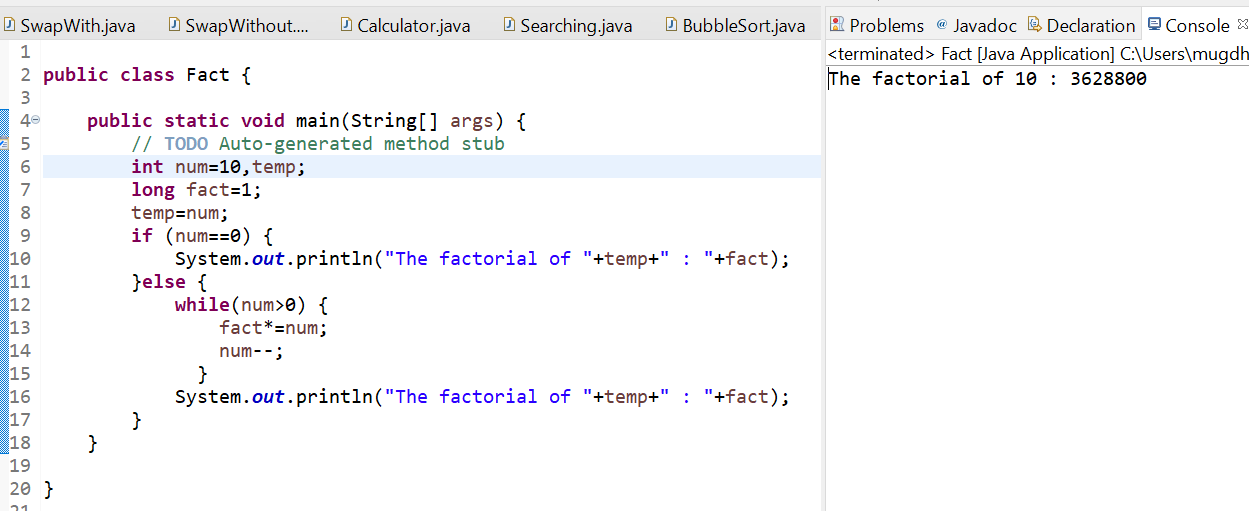 SwapWith.java SwapWithout.... Calculator.java Searching.java BubbleSort.java
1
2 public class Fact {
3
4 public static void main(String[] args) {
5 // TODO Auto-generated method stub
6 int num=10,temp;
7 long fact=1;
8 temp=num;
9 if (num==0) {
10 System.out.println("The factorial of "+temp+" : "+fact);
11 }else {
12 while(num>0) {
13 fact*=num;
14 num--;
15 }
16 System.out.println("The factorial of "+temp+" : "+fact);
17 }
18 }
19
20 }
21
Problems @ Javadoc Declaration Console
<terminated> Fact [Java Application] C:\Users\mugdh
The factorial of 10 : 3628800